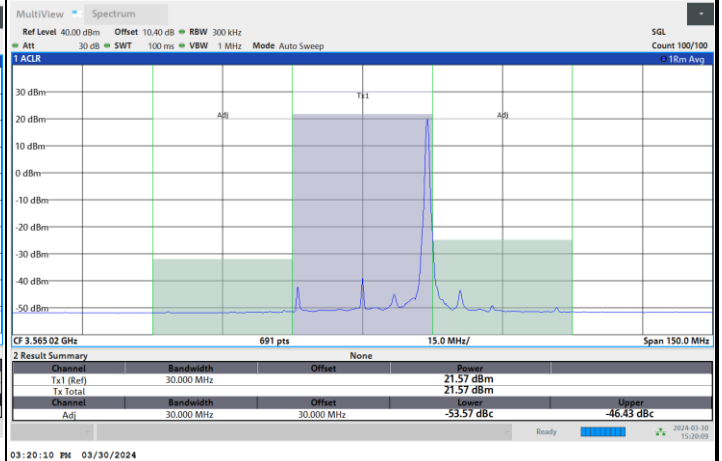 MultiView Spectrum
Ref Level 40.00 dBm Offset 10.40 dB RBW 300 kHz SGL
Att 30 dB SWT 100 ms VBW 1 MHz Mode Auto Sweep Count 100/100
1 ACLR 1Rm Avg
Tx1
Adj Adj
30 dBm
20 dBm
10 dBm
0 dBm
-10 dBm
-20 dBm
-30 dBm
-40 dBm
-50 dBm
CF 3.565 02 GHz 691 pts 15.0 MHz/ Span 150.0 MHz
2 Result Summary None
Channel Bandwidth Offset Power
Tx1 (Ref) 30.000 MHz 21.57 dBm
Tx Total 21.57 dBm
Channel Bandwidth Offset Lower Upper
Adj 30.000 MHz 30.000 MHz -53.57 dBc -46.43 dBc
Ready 2024-03-30
15:20:09
03:20:10 PM 03/30/2024